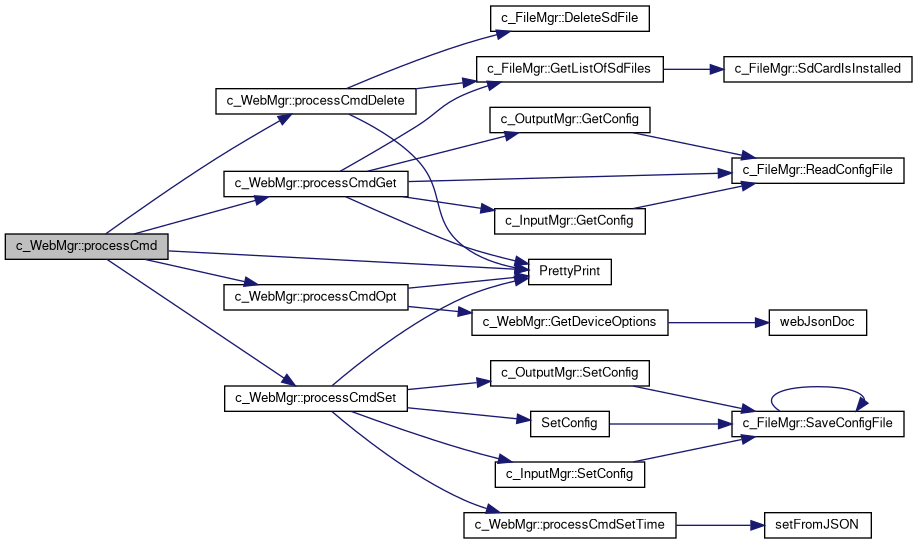 c_FileMgr::DeleteSdFile
c_FileMgr::GetListOfSdFiles
c_FileMgr::SdCardIsInstalled
c_WebMgr::processCmdDelete
c_OutputMgr::GetConfig
c_FileMgr::ReadConfigFile
c_WebMgr::processCmdGet
c_InputMgr::GetConfig
c_WebMgr::processCmd
PrettyPrint
c_WebMgr::processCmdOpt
c_WebMgr::GetDeviceOptions
webJsonDoc
c_OutputMgr::SetConfig
c_WebMgr::processCmdSet
SetConfig
c_FileMgr::SaveConfigFile
c_InputMgr::SetConfig
c_WebMgr::processCmdSetTime
setFromJSON